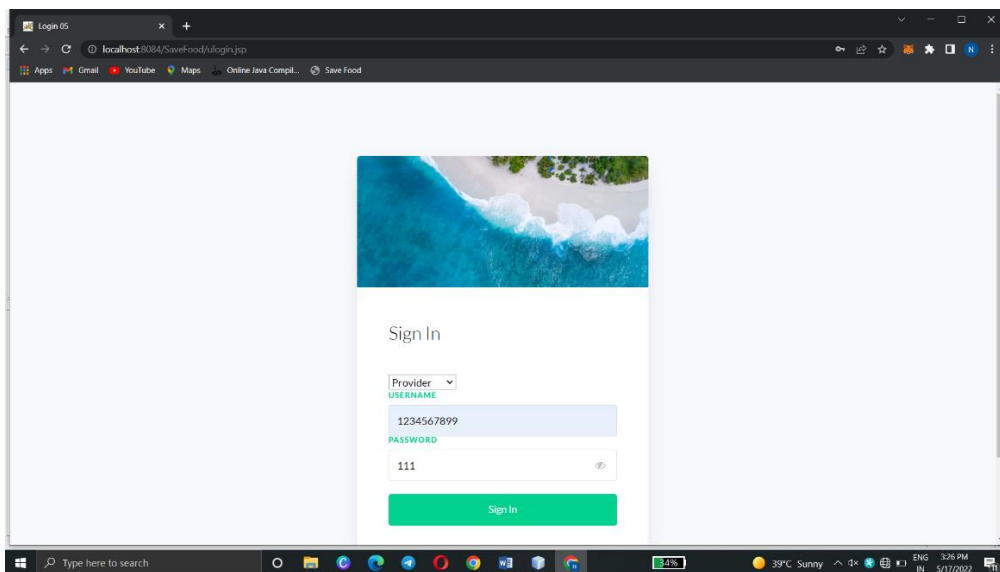 Login 05
localhost:8084/SaveFood/ulogin.jsp
N
Apps Gmail YouTube Maps Online Java Compil... Save Food
Sign In
Provider
USERNAME
1234567899
PASSWORD
111
Sign In
Type here to search
34%
39°C Sunny
ENG
IN
3:26 PM
5/17/2022